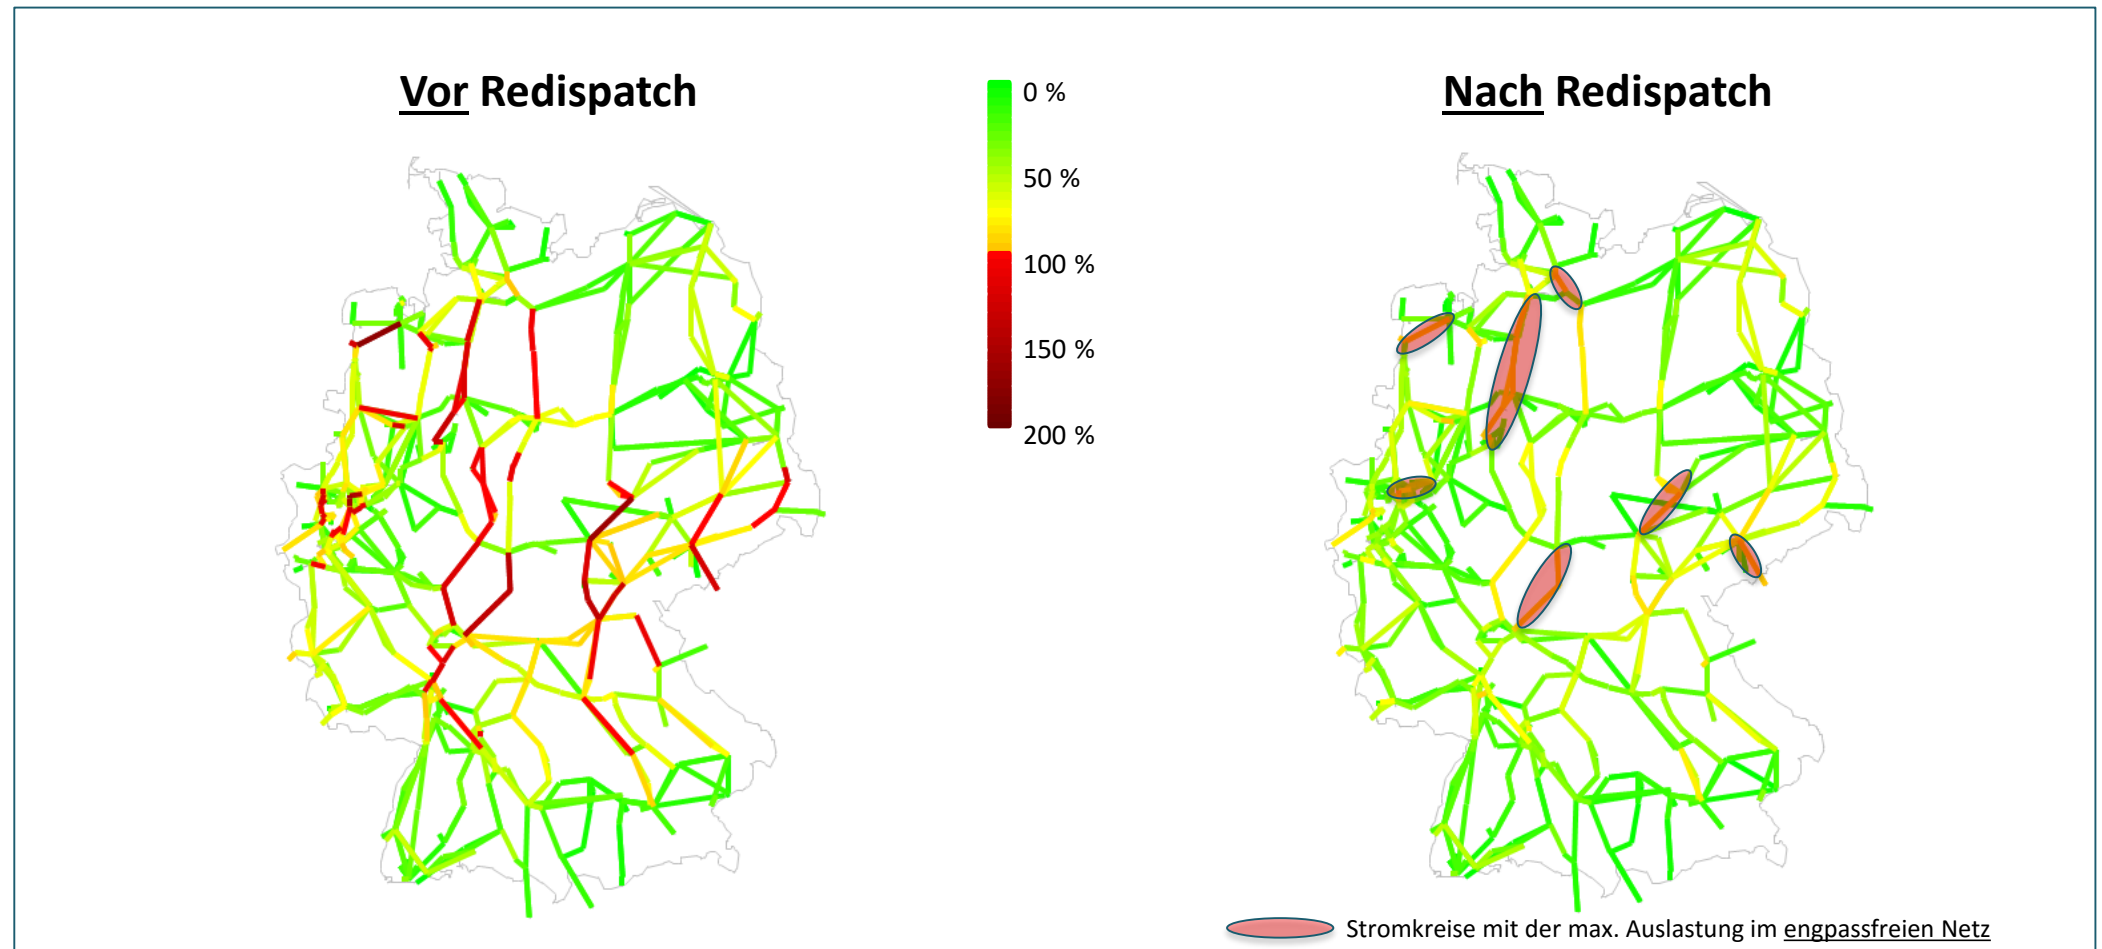 Vor Redispatch
0 %
50 %
100 %
150 %
200 %
Nach Redispatch
Stromkreise mit der max. Auslastung im engpassfreien Netz